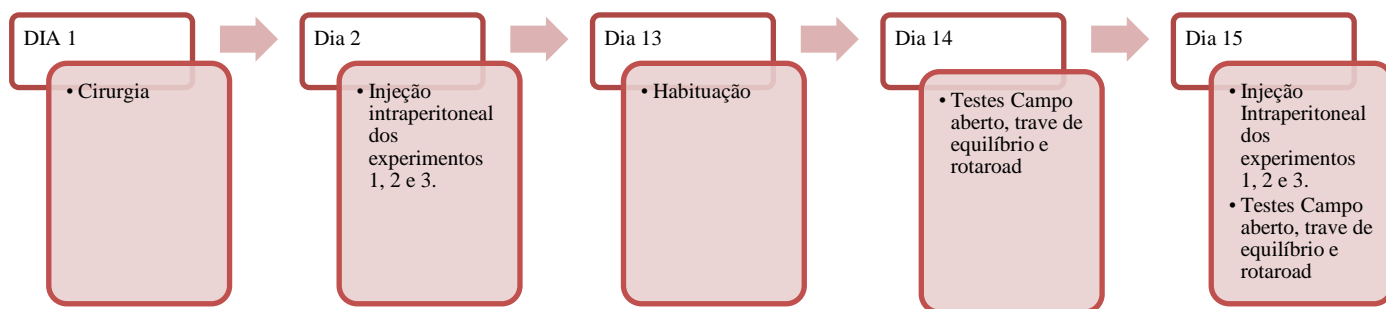 DIA 1
• Cirurgia
Dia 2
• Injeção
intraperitoneal
dos
experimentos
1, 2 e 3.
Dia 13
• Habituação
Dia 14
• Testes Campo
aberto, trave de
equilíbrio e
rotaroad
Dia 15
• Injeção
Intraperitoneal
dos
experimentos
1, 2 e 3.
• Testes Campo
aberto, trave de
equilíbrio e
rotaroad